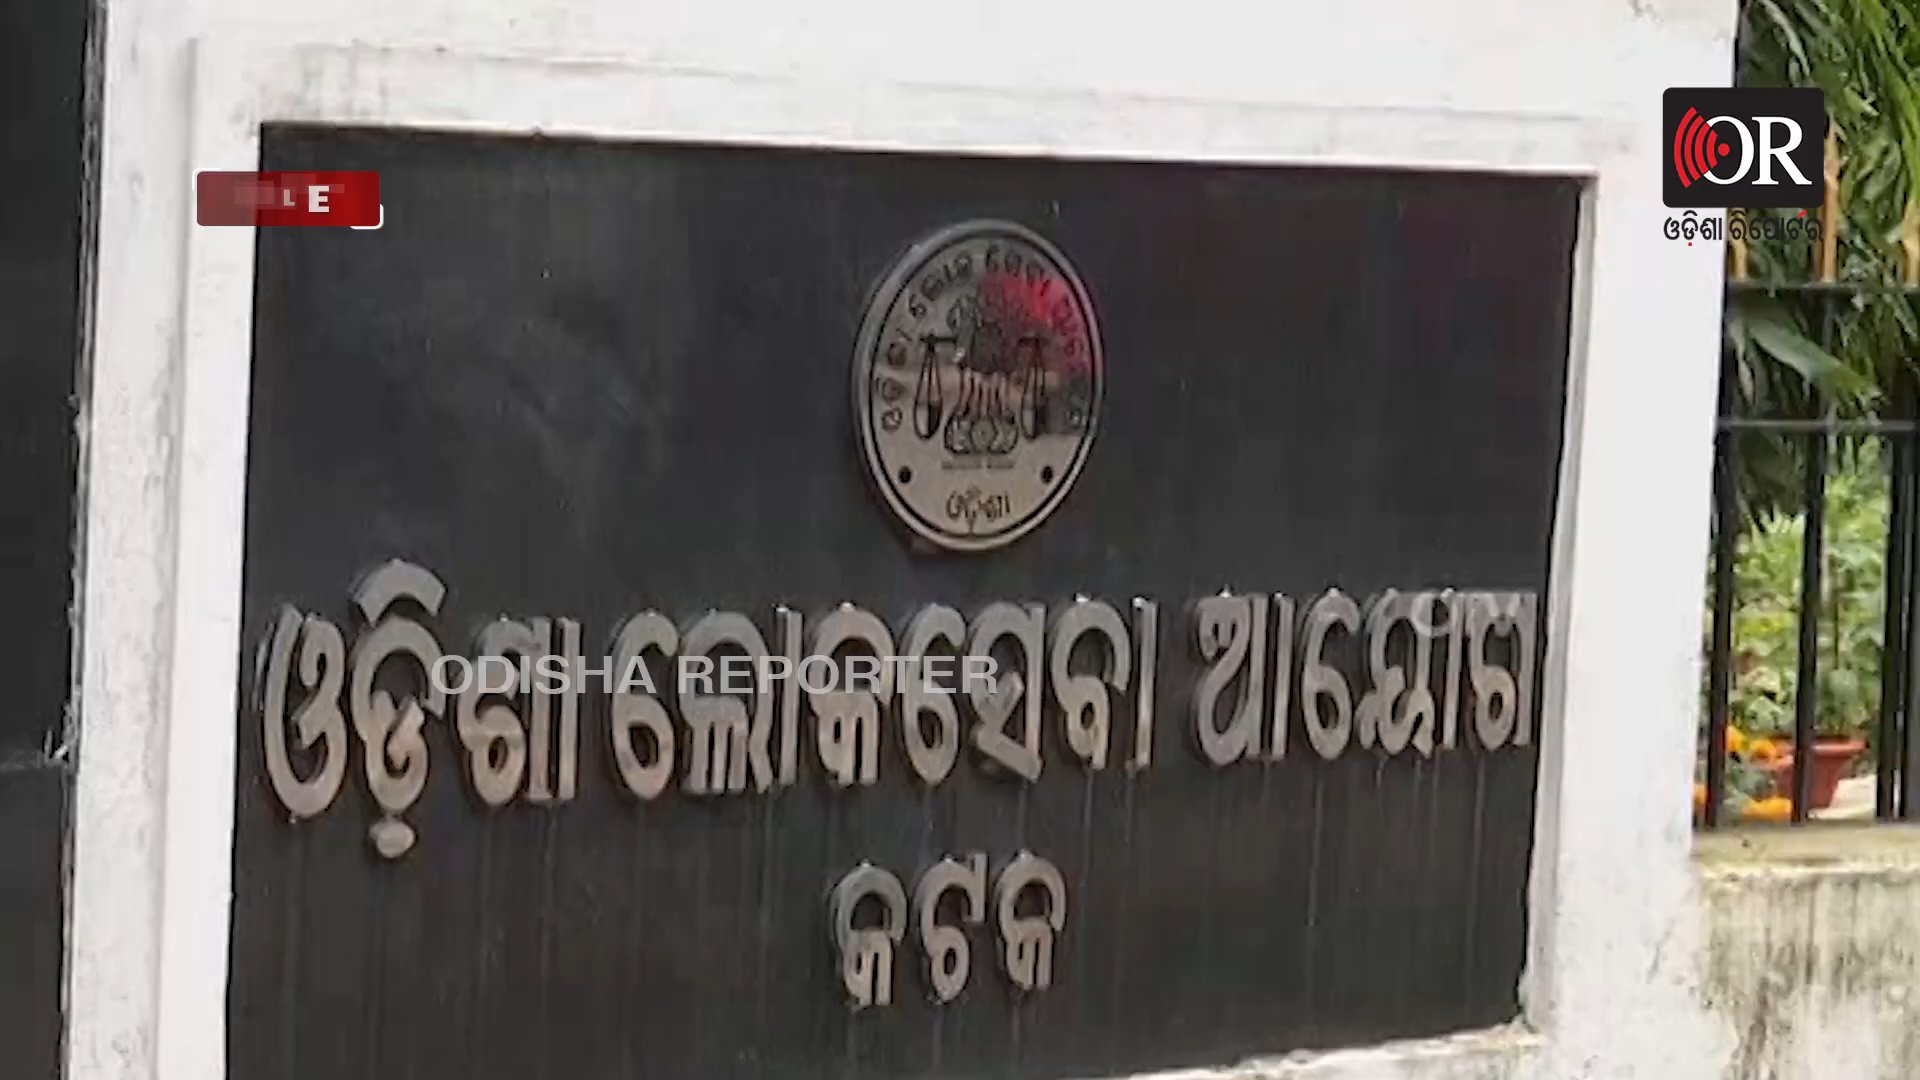 OR
ଓଡ଼ିଶା ରିପୋର୍ଟର
ଓଡ଼ିଶା
ଓଡ଼ିଶା ଲୋକସେବା ଆୟୋଗ
ODISHA REPORTER
କଟକ